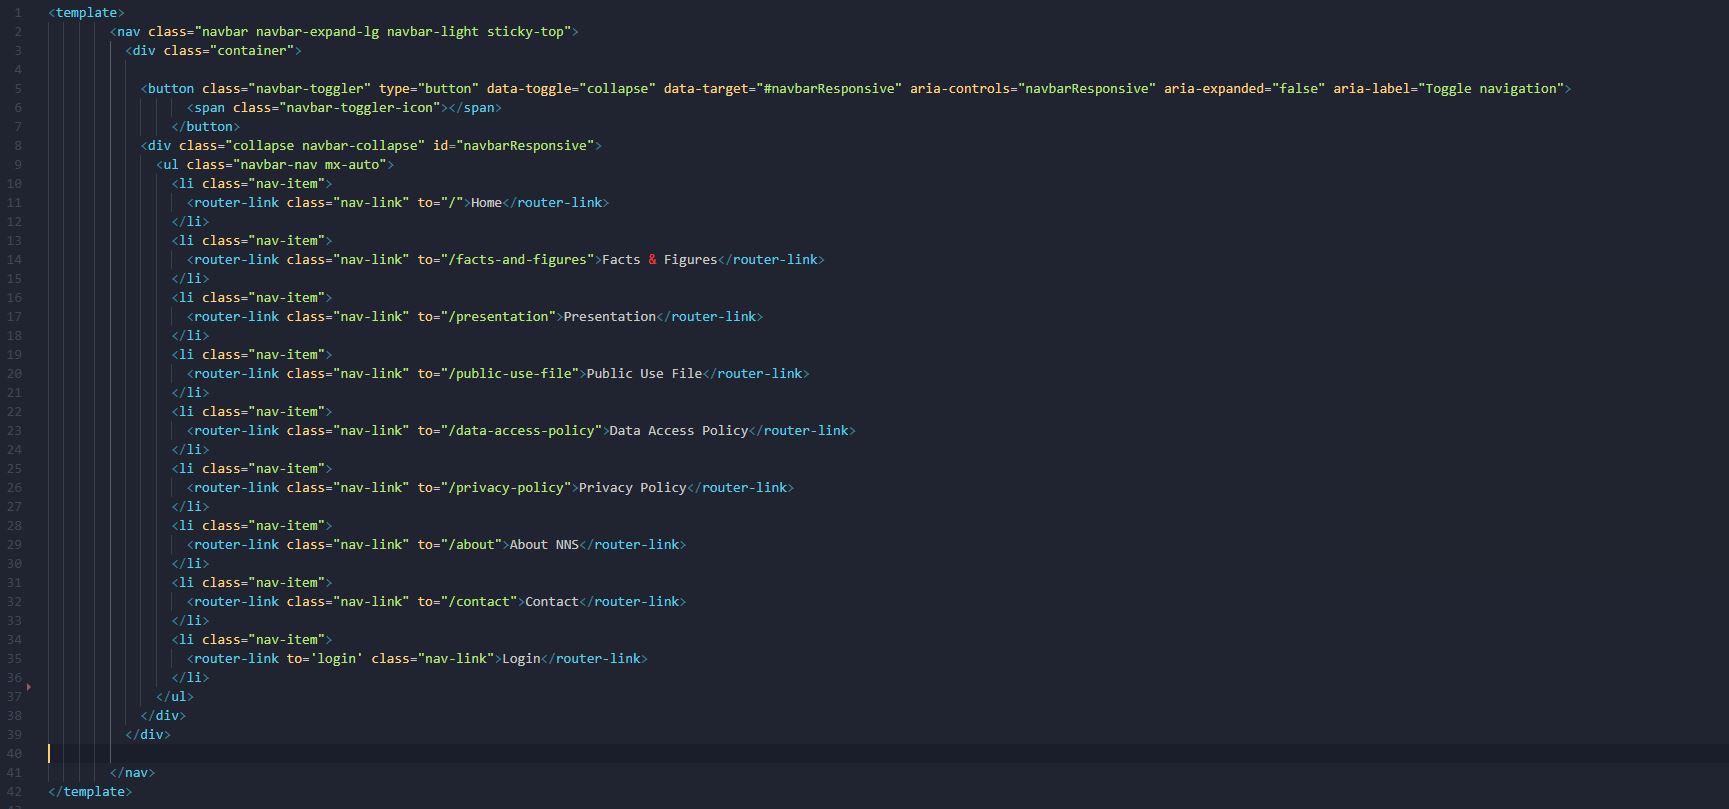 1 <template>
2 <nav class="navbar navbar-expand-lg navbar-light sticky-top">
3 <div class="container">
4
5 <button class="navbar-toggler" type="button" data-toggle="collapse" data-target="#navbarResponsive" aria-controls="navbarResponsive" aria-expanded="false" aria-label="Toggle navigation">
6 <span class="navbar-toggler-icon"></span>
7 </button>
8 <div class="collapse navbar-collapse" id="navbarResponsive">
9 <ul class="navbar-nav mx-auto">
10 <li class="nav-item">
11 <router-link class="nav-link" to="/">Home</router-link>
12 </li>
13 <li class="nav-item">
14 <router-link class="nav-link" to="/facts-and-figures">Facts & Figures</router-link>
15 </li>
16 <li class="nav-item">
17 <router-link class="nav-link" to="/presentation">Presentation</router-link>
18 </li>
19 <li class="nav-item">
20 <router-link class="nav-link" to="/public-use-file">Public Use File</router-link>
21 </li>
22 <li class="nav-item">
23 <router-link class="nav-link" to="/data-access-policy">Data Access Policy</router-link>
24 </li>
25 <li class="nav-item">
26 <router-link class="nav-link" to="/privacy-policy">Privacy Policy</router-link>
27 </li>
28 <li class="nav-item">
29 <router-link class="nav-link" to="/about">About NNS</router-link>
30 </li>
31 <li class="nav-item">
32 <router-link class="nav-link" to="/contact">Contact</router-link>
33 </li>
34 <li class="nav-item">
35 <router-link to='login' class="nav-link">Login</router-link>
36 </li>
37 </ul>
38 </div>
39 </div>
40
41 </nav>
42 </template>